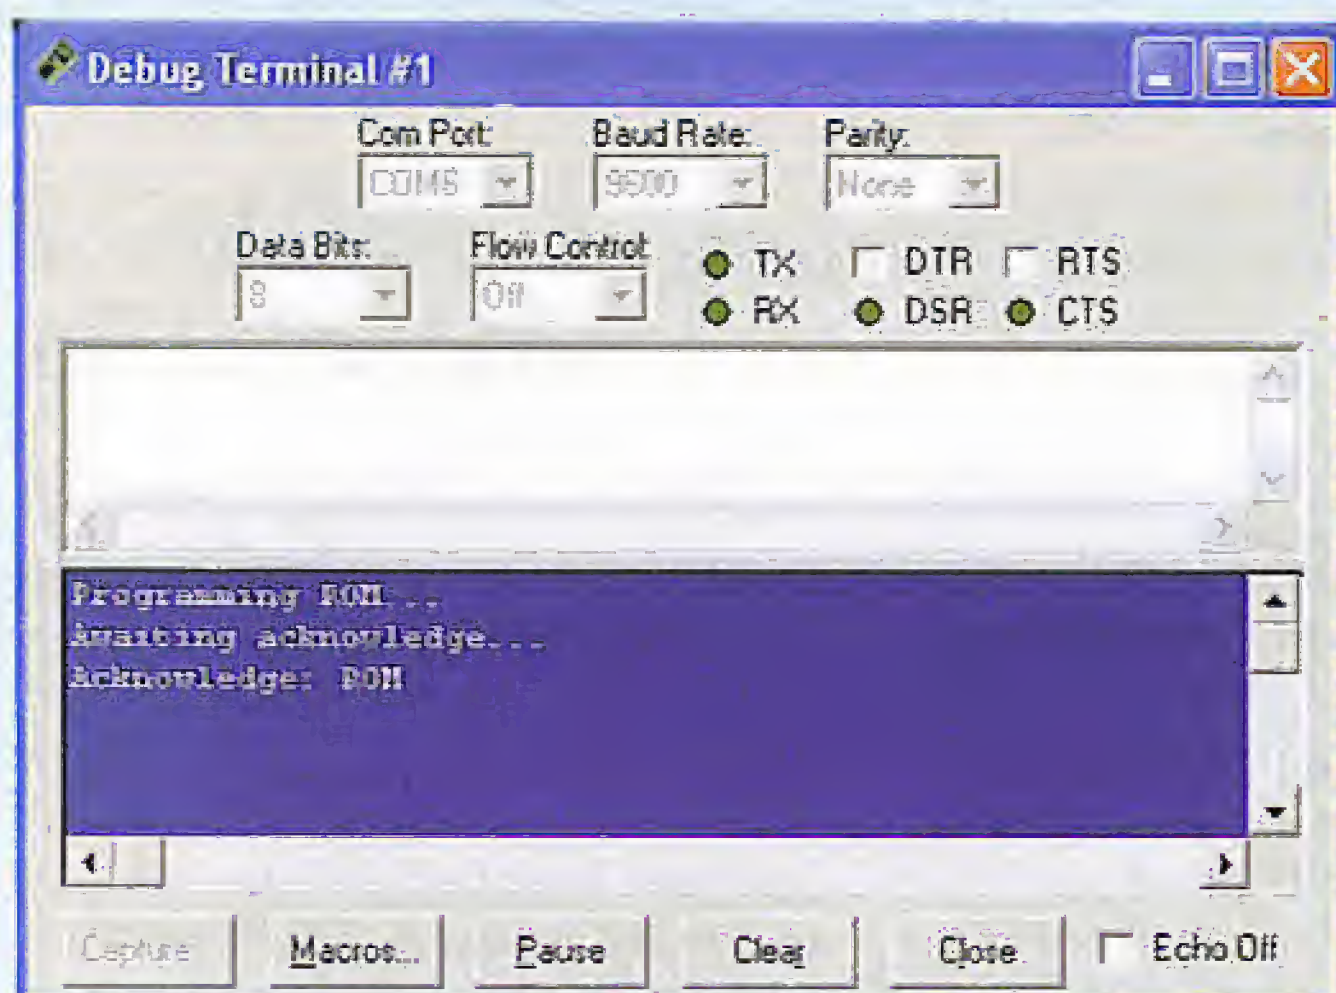 Debug Terminal #1
Com Port: Baud Rate: Parity:
9600 None
Data Bits: Flow Control: TX DTR RTS
8 Off RX DSR CTS
Programming ROM...
Awaiting acknowledge...
Acknowledge: ROM
Capture Macros... Pause Clear Close Echo Off